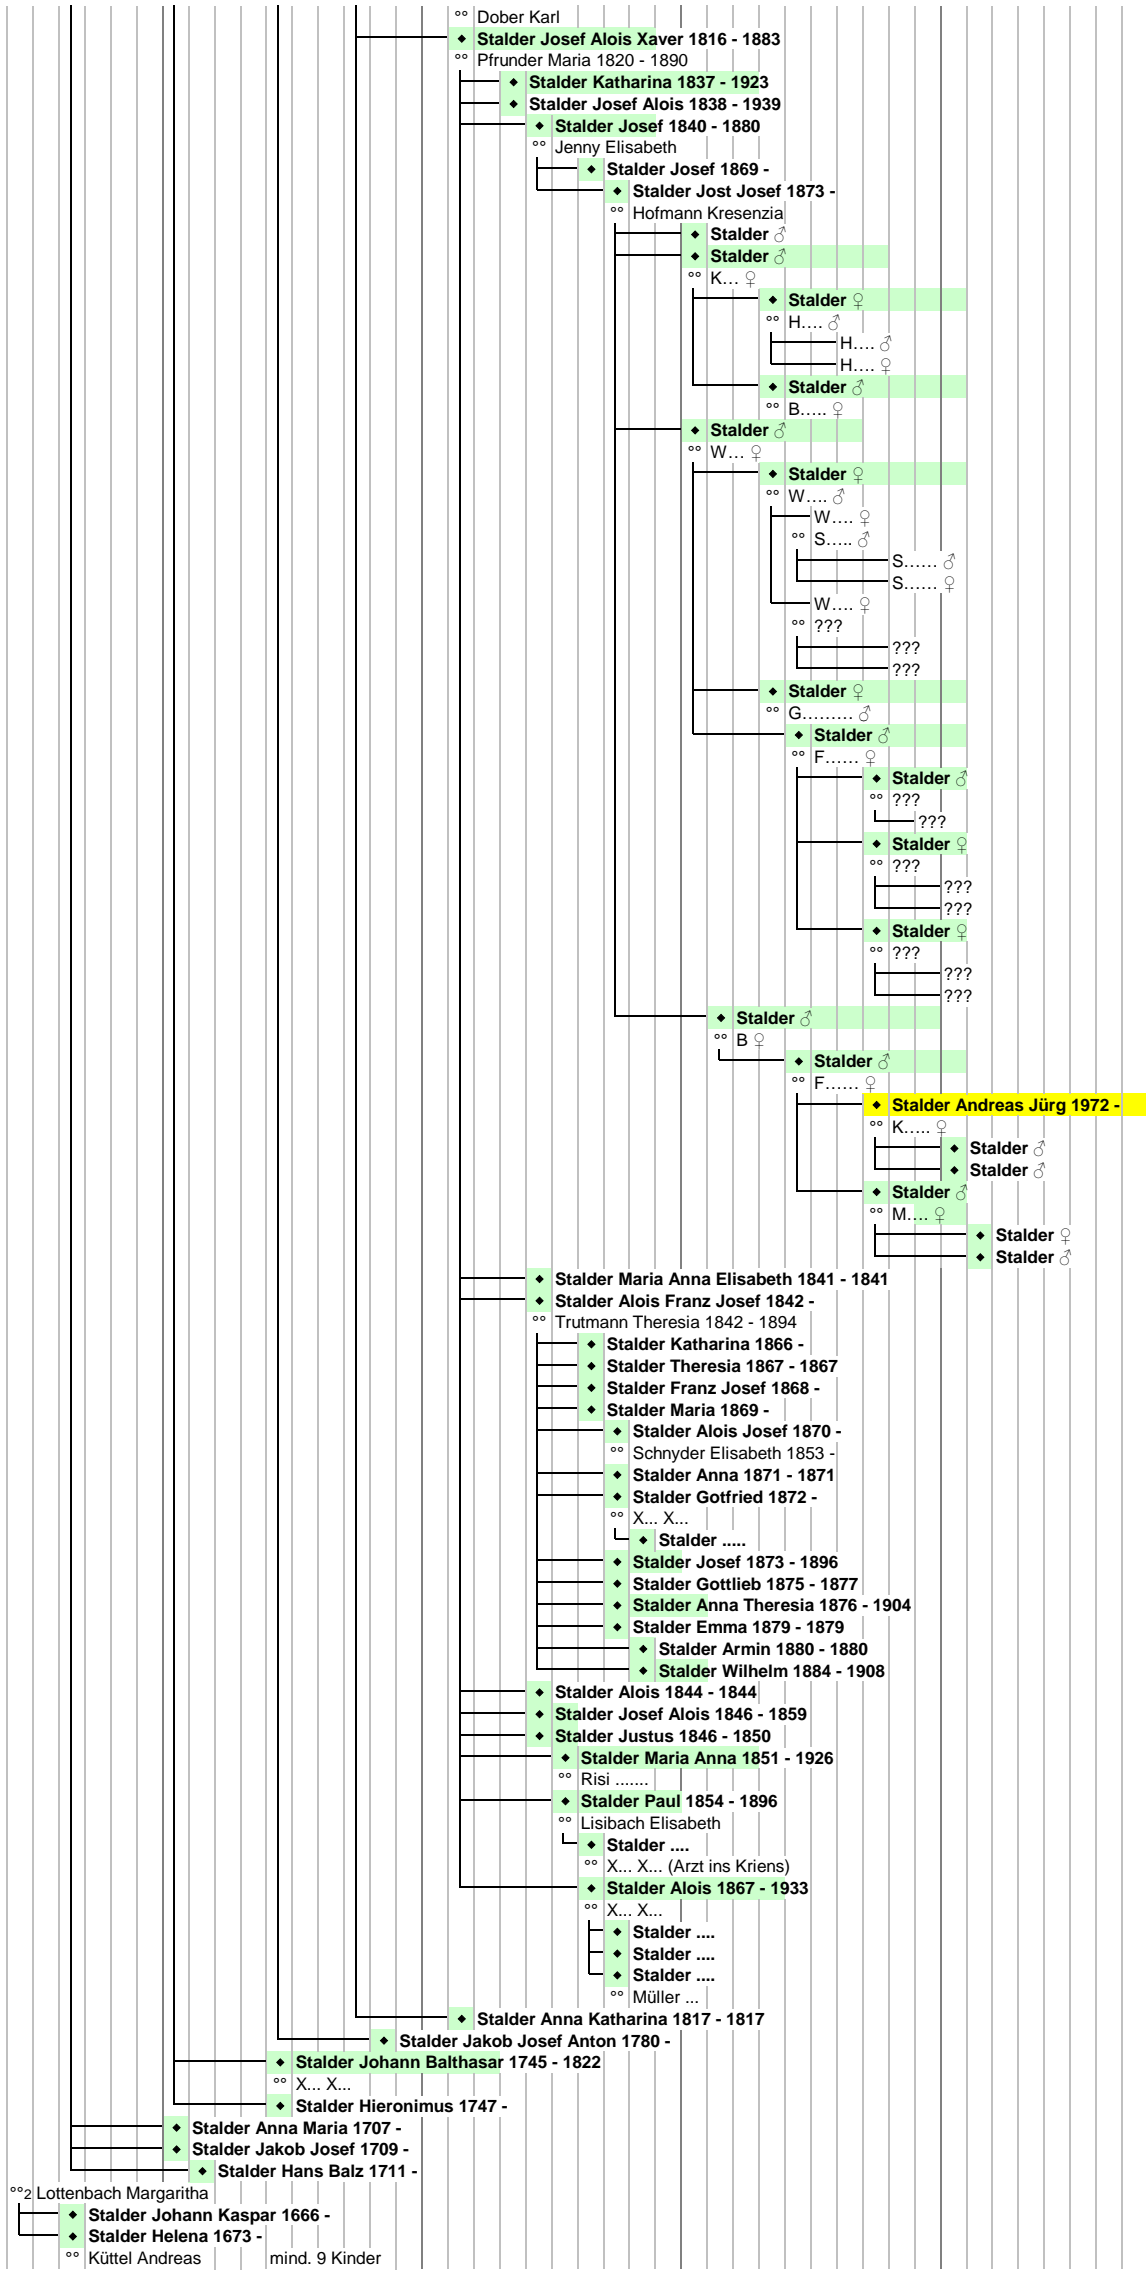 °° Dober Karl
Stalder Josef Alois Xaver 1816 - 1883
°° Pfrunder Maria 1820 - 1890
Stalder Katharina 1837 - 1923
Stalder Josef Alois 1838 - 1939
Stalder Josef 1840 - 1880
°° Jenny Elisabeth
Stalder Josef 1869 -
Stalder Jost Josef 1873 -
°° Hofmann Kresenzia
Stalder ♂
Stalder ♂
°° K... ♀
Stalder ♀
°° H.... ♂
H.... ♂
H.... ♀
Stalder ♂
°° B..... ♀
Stalder ♂
°° W... ♀
Stalder ♀
°° W.... ♂
W.... ♀
°° S..... ♂
S...... ♂
S...... ♀
W.... ♀
°° ???
???
???
Stalder ♀
°° G......... ♂
Stalder ♂
°° F...... ♀
Stalder ♂
°° ???
???
Stalder ♀
°° ???
???
???
Stalder ♀
°° ???
???
???
Stalder ♂
°° B ♀
Stalder ♂
°° F...... ♀
Stalder Andreas Jürg 1972 -
°° K..... ♀
Stalder ♂
Stalder ♂
Stalder ♂
°° M.... ♀
Stalder ♀
Stalder ♂
Stalder Maria Anna Elisabeth 1841 - 1841
Stalder Alois Franz Josef 1842 -
°° Trutmann Theresia 1842 - 1894
Stalder Katharina 1866 -
Stalder Theresia 1867 - 1867
Stalder Franz Josef 1868 -
Stalder Maria 1869 -
Stalder Alois Josef 1870 -
°° Schnyder Elisabeth 1853 -
Stalder Anna 1871 - 1871
Stalder Gotfried 1872 -
°° X... X...
Stalder .....
Stalder Josef 1873 - 1896
Stalder Gottlieb 1875 - 1877
Stalder Anna Theresia 1876 - 1904
Stalder Emma 1879 - 1879
Stalder Armin 1880 - 1880
Stalder Wilhelm 1884 - 1908
Stalder Alois 1844 - 1844
Stalder Josef Alois 1846 - 1859
Stalder Justus 1846 - 1850
Stalder Maria Anna 1851 - 1926
°° Risi .......
Stalder Paul 1854 - 1896
°° Lisibach Elisabeth
Stalder ....
°° X... X... (Arzt ins Kriens)
Stalder Alois 1867 - 1933
°° X... X...
Stalder ....
Stalder ....
Stalder ....
°° Müller ...
Stalder Anna Katharina 1817 - 1817
Stalder Jakob Josef Anton 1780 -
Stalder Johann Balthasar 1745 - 1822
°° X... X...
Stalder Hieronimus 1747 -
Stalder Anna Maria 1707 -
Stalder Jakob Josef 1709 -
Stalder Hans Balz 1711 -
°°2 Lottenbach Margaritha
Stalder Johann Kaspar 1666 -
Stalder Helena 1673 -
°° Küttel Andreas mind. 9 Kinder